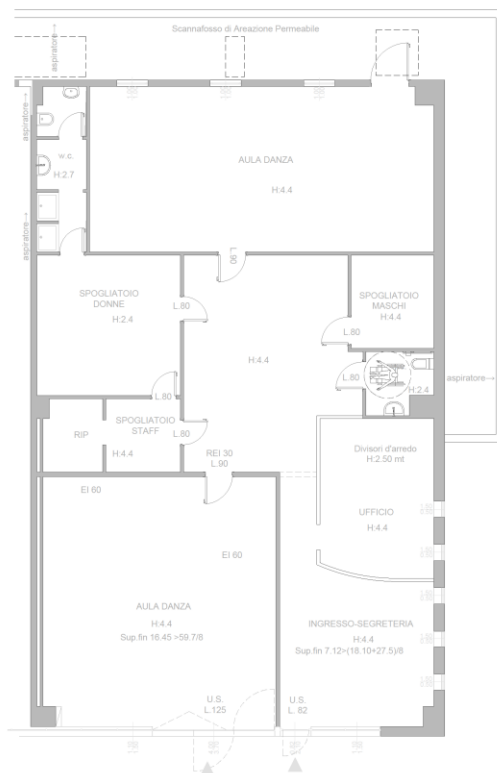 Scannafosso di Areazione Permeabile
aspiratore→
aspiratore→
aspiratore→
w.c.
H:2.7
AULA DANZA
H:4.4
L.90
SPOGLIATOIO
DONNE
H:2.4
L.80
SPOGLIATOIO
MASCHI
H:4.4
L.80
H:4.4
L.80
H:2.4
aspiratore→
L.80
RIP
SPOGLIATOIO
STAFF
H:4.4
L.80
REI 30
L.90
Divisori d'arredo
H:2.50 mt
UFFICIO
H:4.4
EI 60
EI 60
AULA DANZA
H:4.4
Sup.fin 16.45 >59.7/8
INGRESSO-SEGRETERIA
H:4.4
Sup.fin 7.12>(18.10+27.5)/8
U.S.
L.125
U.S.
L. 82